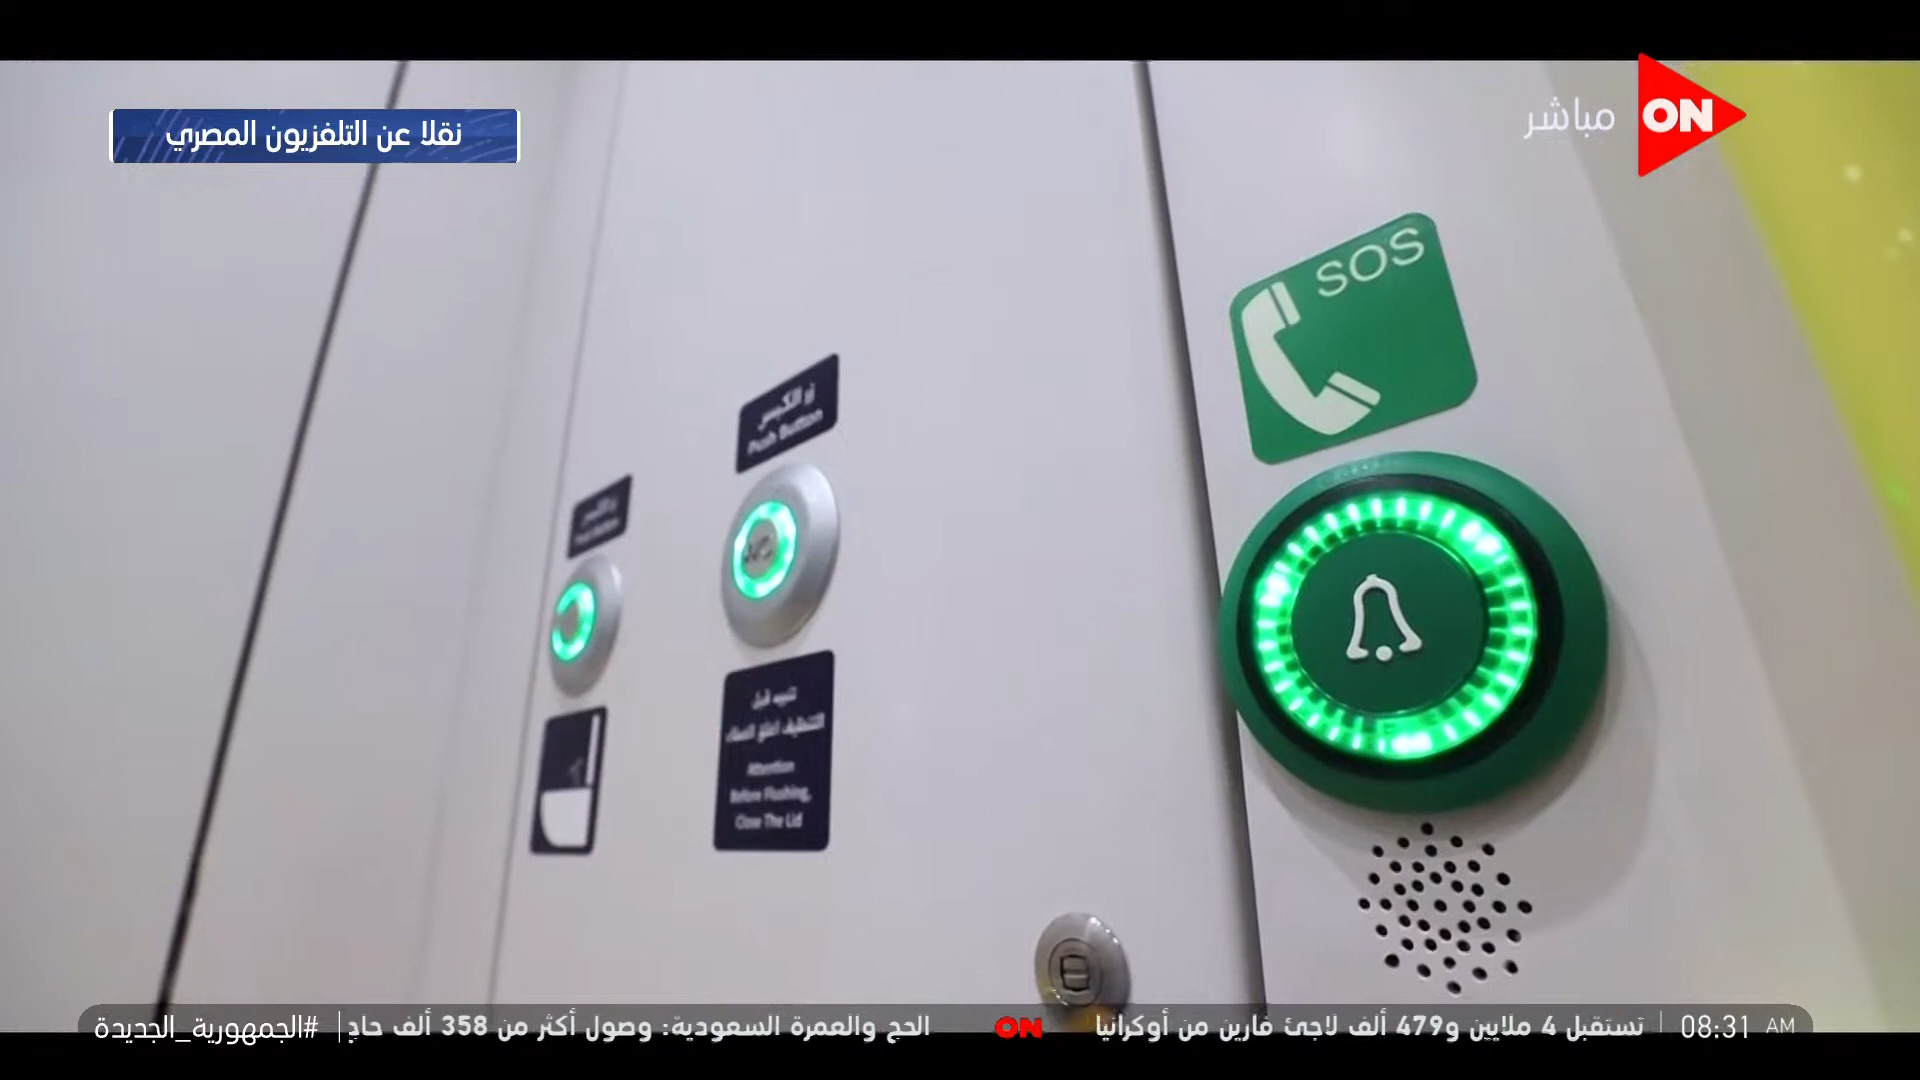 نقلا عن التلفزيون المصري
مباشر
ON
SOS
زر الكبس
Push Button
تنبيه قبل
التنظيف اغلق الغطاء
Attention
Before Flushing,
Close The Lid
08:31 AM
تستقبل 4 ملايين و479 ألف لاجئ فارين من أوكرانيا
ON
الحج والعمرة السعودية: وصول أكثر من 358 ألف حاج
#الجمهورية_الجديدة